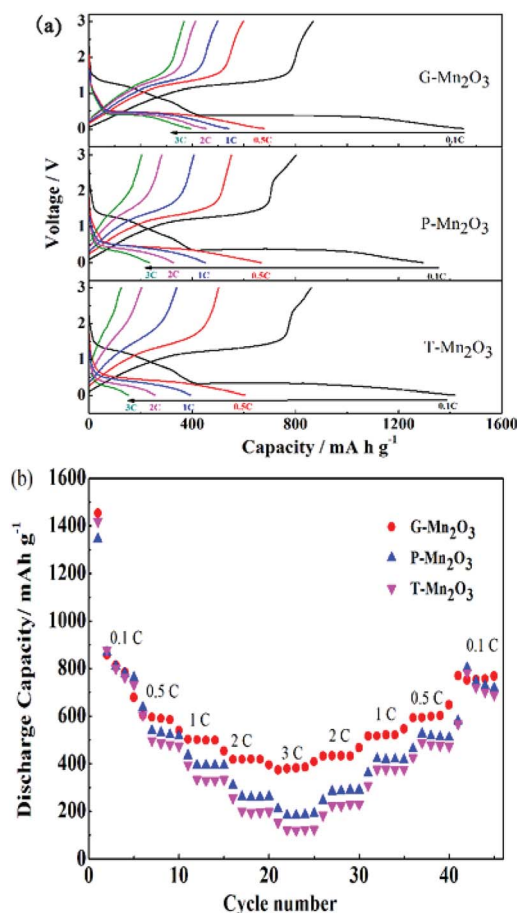 (a)
3
2
1
0
G-Mn₂O₃
3C 2C 1C 0.5C 0.1C
3
2
1
0
Voltage / V
P-Mn₂O₃
3C 2C 1C 0.5C 0.1C
3
2
1
0
T-Mn₂O₃
3C 2C 1C 0.5C 0.1C
0 400 800 1200 1600
Capacity / mA h g⁻¹
(b)
1600
1400
1200
1000
800
600
400
200
0
Discharge Capacity/ mAh g⁻¹
G-Mn₂O₃
P-Mn₂O₃
T-Mn₂O₃
0.1 C
0.5 C
1 C
2 C
3 C
2 C
1 C
0.5 C
0.1 C
0 10 20 30 40
Cycle number